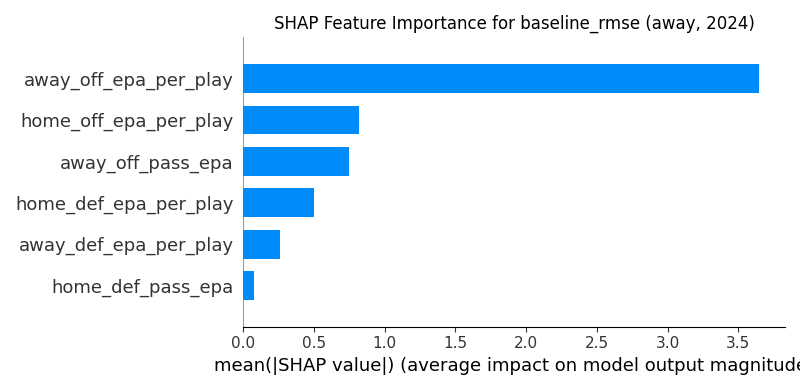 SHAP Feature Importance for baseline_rmse (away, 2024)
away_off_epa_per_play
home_off_epa_per_play
away_off_pass_epa
home_def_epa_per_play
away_def_epa_per_play
home_def_pass_epa
0.0 0.5 1.0 1.5 2.0 2.5 3.0 3.5
mean(|SHAP value|) (average impact on model output magnitude